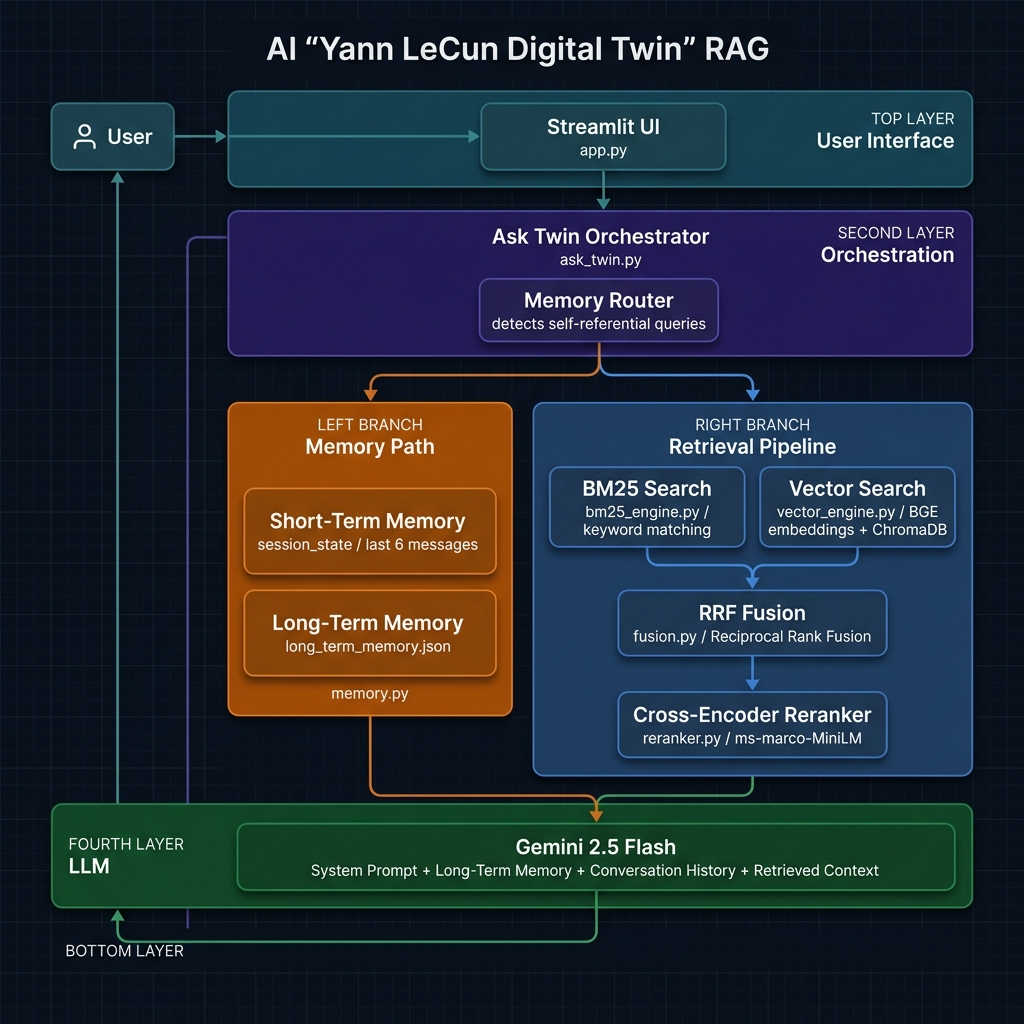 AI “Yann LeCun Digital Twin” RAG
User
Streamlit UI
app.py
TOP LAYER
User Interface
Ask Twin Orchestrator
ask_twin.py
SECOND LAYER
Orchestration
Memory Router
detects self-referential queries
LEFT BRANCH
Memory Path
Short-Term Memory
session_state / last 6 messages
Long-Term Memory
long_term_memory.json
memory.py
RIGHT BRANCH
Retrieval Pipeline
BM25 Search
bm25_engine.py /
keyword matching
Vector Search
vector_engine.py / BGE
embeddings + ChromaDB
RRF Fusion
fusion.py / Reciprocal Rank Fusion
Cross-Encoder Reranker
reranker.py / ms-marco-MiniLM
FOURTH LAYER
LLM
Gemini 2.5 Flash
System Prompt + Long-Term Memory + Conversation History + Retrieved Context
BOTTOM LAYER